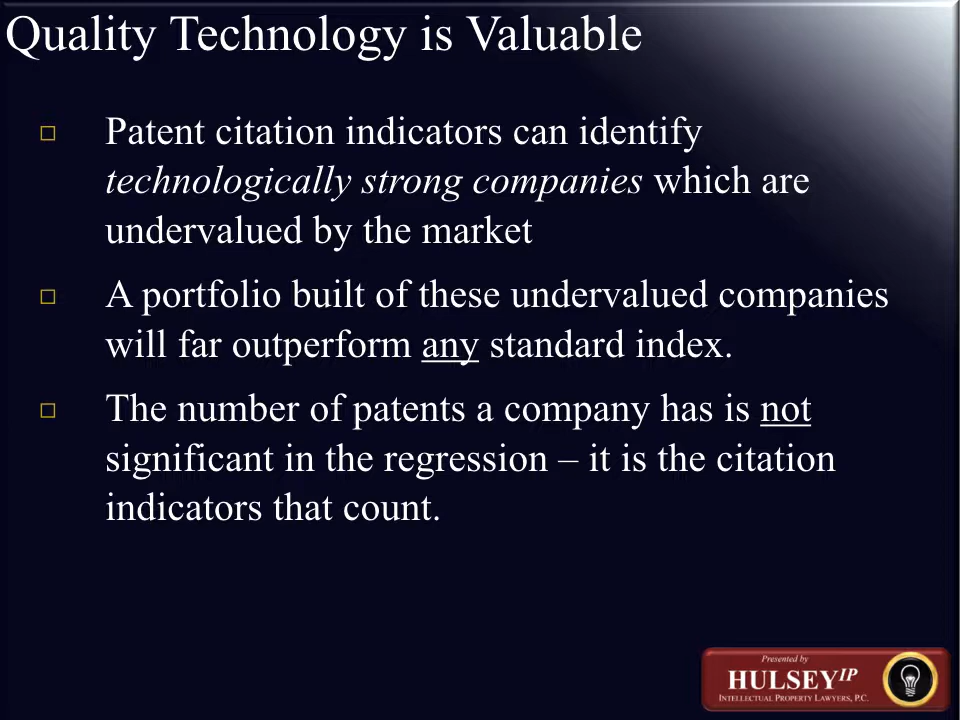 Quality Technology is Valuable
Patent citation indicators can identify
technologically strong companies which are
undervalued by the market
A portfolio built of these undervalued companies
will far outperform any standard index.
The number of patents a company has is not
significant in the regression – it is the citation
indicators that count.
Presented by
HULSEYIP
INTELLECTUAL PROPERTY LAWYERS, P.C.